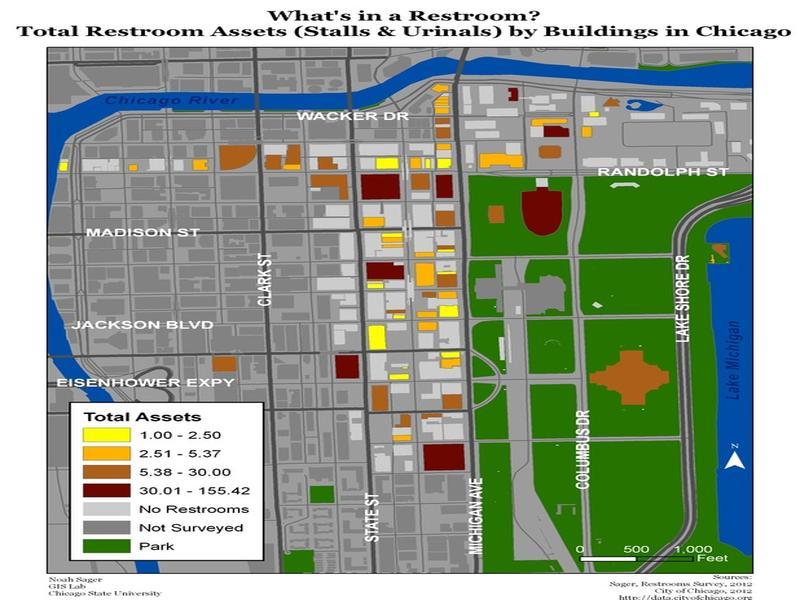 What's in a Restroom?
Total Restroom Assets (Stalls & Urinals) by Buildings in Chicago
Chicago River
WACKER DR
RANDOLPH ST
MADISON ST
CLARK ST
LAKE SHORE DR
JACKSON BLVD
Lake Michigan
EISENHOWER EXPY
COLUMBUS DR
STATE ST
MICHIGAN AVE
Total Assets
1.00 - 2.50
2.51 - 5.37
5.38 - 30.00
30.01 - 155.42
No Restrooms
Not Surveyed
Park
N
0 500 1,000
Feet
Noah Sager
GIS Lab
Chicago State University
Sources:
Sager, Restrooms Survey, 2012
City of Chicago, 2012
http://data.cityofchicago.org